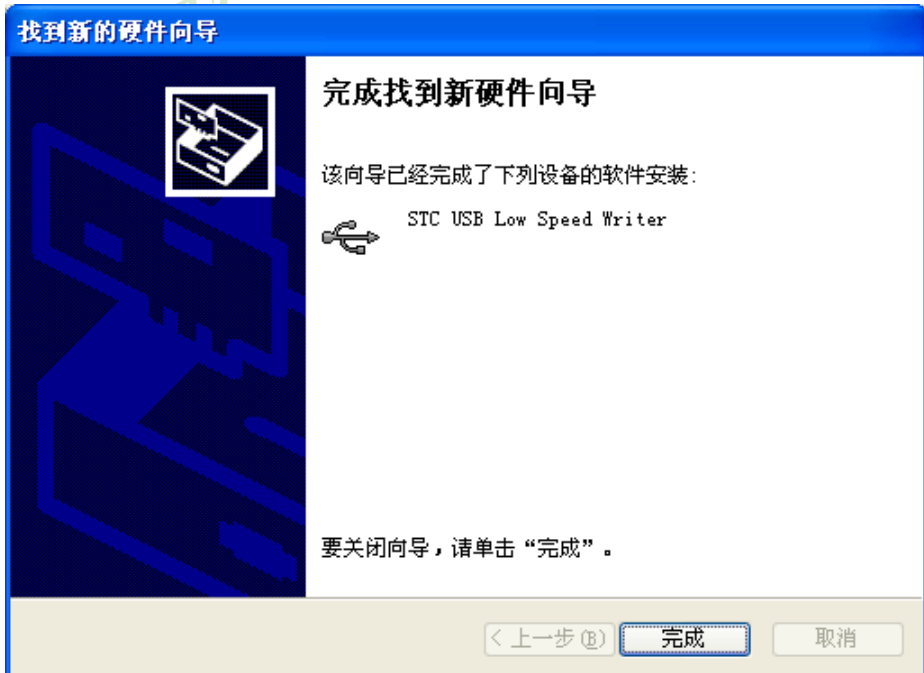 找到新的硬件向导
完成找到新硬件向导
该向导已经完成了下列设备的软件安装:
STC USB Low Speed Writer
要关闭向导，请单击“完成”。
< 上一步(B)
完成
取消